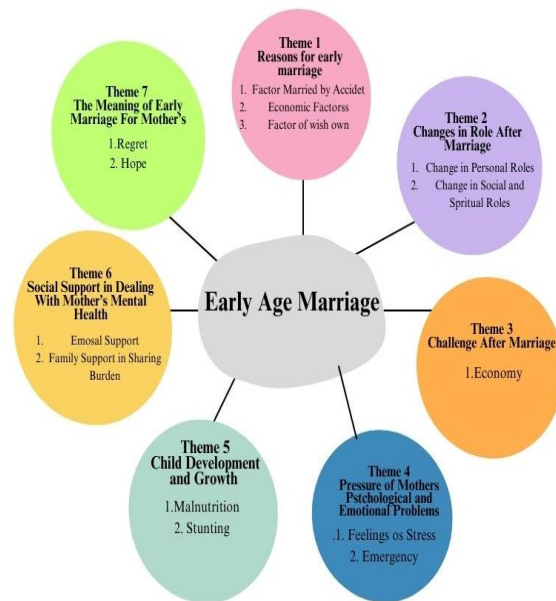 Theme 1
Reasons for early
marriage
1. Factor Married by Accidet
2. Economic Factorss
3. Factor of wish own
Theme 2
Changes in Role After
Marriage
1. Change in Personal Roles
2. Change in Social and
Spritual Roles
Theme 3
Challenge After Marriage
1.Economy
Theme 4
Pressure of Mothers
Pstchological and
Emotional Problems
.1. Feelings os Stress
2. Emergency
Theme 5
Child Development
and Growth
1.Malnutrition
2. Stunting
Theme 6
Social Support in Dealing
With Mother's Mental
Health
1. Emosal Support
2. Family Support in Sharing
Burden
Theme 7
The Meaning of Early
Marriage For Mother's
1.Regret
2. Hope
Early Age Marriage